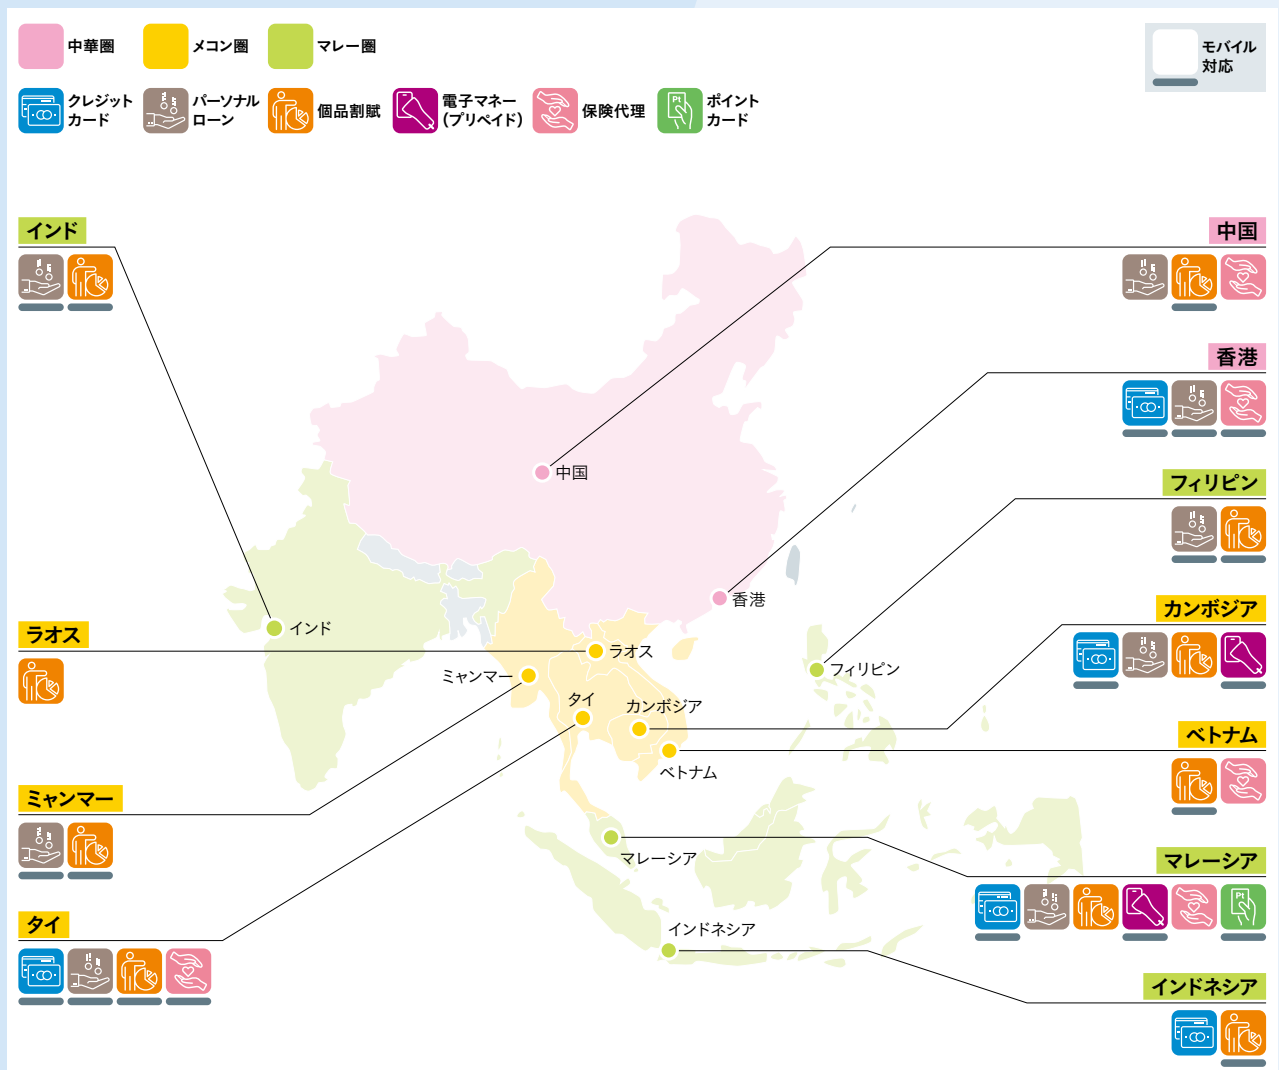 中華圏
メコン圏
マレー圏
モバイル
対応
クレジット
カード
パーソナル
ローン
個品割賦
電子マネー
(プリペイド)
保険代理
Pt
ポイント
カード
インド
中国
香港
フィリピン
カンボジア
ラオス
ベトナム
ミャンマー
マレーシア
Pt
タイ
インドネシア
中国
香港
インド
ラオス
ミャンマー
フィリピン
タイ
カンボジア
ベトナム
マレーシア
インドネシア